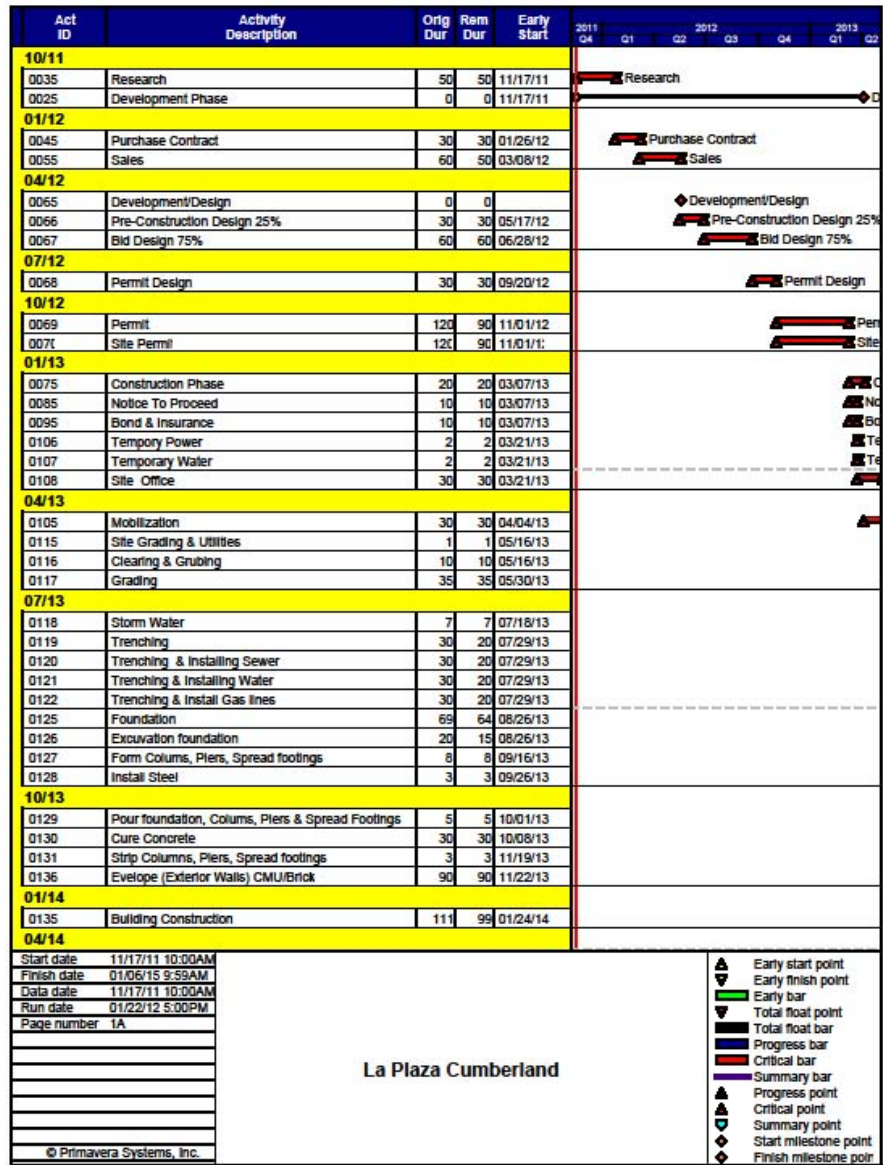 Act ID Activity Description Orig Dur Rem Dur Early Start 2011 2012 2013
Q4 Q1 Q2 Q3 Q4 Q1 Q2
10/11
0035 Research 50 50 11/17/11 Research
0025 Development Phase 0 0 11/17/11 D
01/12
0045 Purchase Contract 30 30 01/26/12 Purchase Contract
0055 Sales 60 50 03/08/12 Sales
04/12
0065 Development/Design 0 0 Development/Design
0066 Pre-Construction Design 25% 30 30 05/17/12 Pre-Construction Design 25%
0067 Bid Design 75% 60 60 06/28/12 Bid Design 75%
07/12
0068 Permit Design 30 30 09/20/12 Permit Design
10/12
0069 Permit 120 90 11/01/12 Per
007( Site Permit 120 90 11/01/1 Site
01/13
0075 Construction Phase 20 20 03/07/13 C
0085 Notice To Proceed 10 10 03/07/13 No
0095 Bond & Insurance 10 10 03/07/13 Bo
0106 Tempory Power 2 2 03/21/13 Te
0107 Temporary Water 2 2 03/21/13 Te
0108 Site Office 30 30 03/21/13
04/13
0105 Mobilization 30 30 04/04/13
0115 Site Grading & Utilities 1 1 05/16/13
0116 Clearing & Grubing 10 10 05/16/13
0117 Grading 35 35 05/30/13
07/13
0118 Storm Water 7 7 07/18/13
0119 Trenching 30 20 07/29/13
0120 Trenching & Installing Sewer 30 20 07/29/13
0121 Trenching & Installing Water 30 20 07/29/13
0122 Trenching & Install Gas lines 30 20 07/29/13
0125 Foundation 69 64 08/26/13
0126 Excuvation foundation 20 15 08/26/13
0127 Form Colums, Piers, Spread footings 8 8 09/16/13
0128 Install Steel 3 3 09/26/13
10/13
0129 Pour foundation, Colums, Piers & Spread Footings 5 5 10/01/13
0130 Cure Concrete 30 30 10/08/13
0131 Strip Columns, Piers, Spread footings 3 3 11/19/13
0136 Evelope (Exterior Walls) CMU/Brick 90 90 11/22/13
01/14
0135 Building Construction 111 99 01/24/14
04/14
Start date 11/17/11 10:00AM
Finish date 01/06/15 9:59AM
Data date 11/17/11 10:00AM
Run date 01/22/12 5:00PM
Page number 1A
© Primavera Systems, Inc.
La Plaza Cumberland
Early start point
Early finish point
Early bar
Total float point
Total float bar
Progress bar
Critical bar
Summary bar
Progress point
Critical point
Summary point
Start milestone point
Finish milestone poin